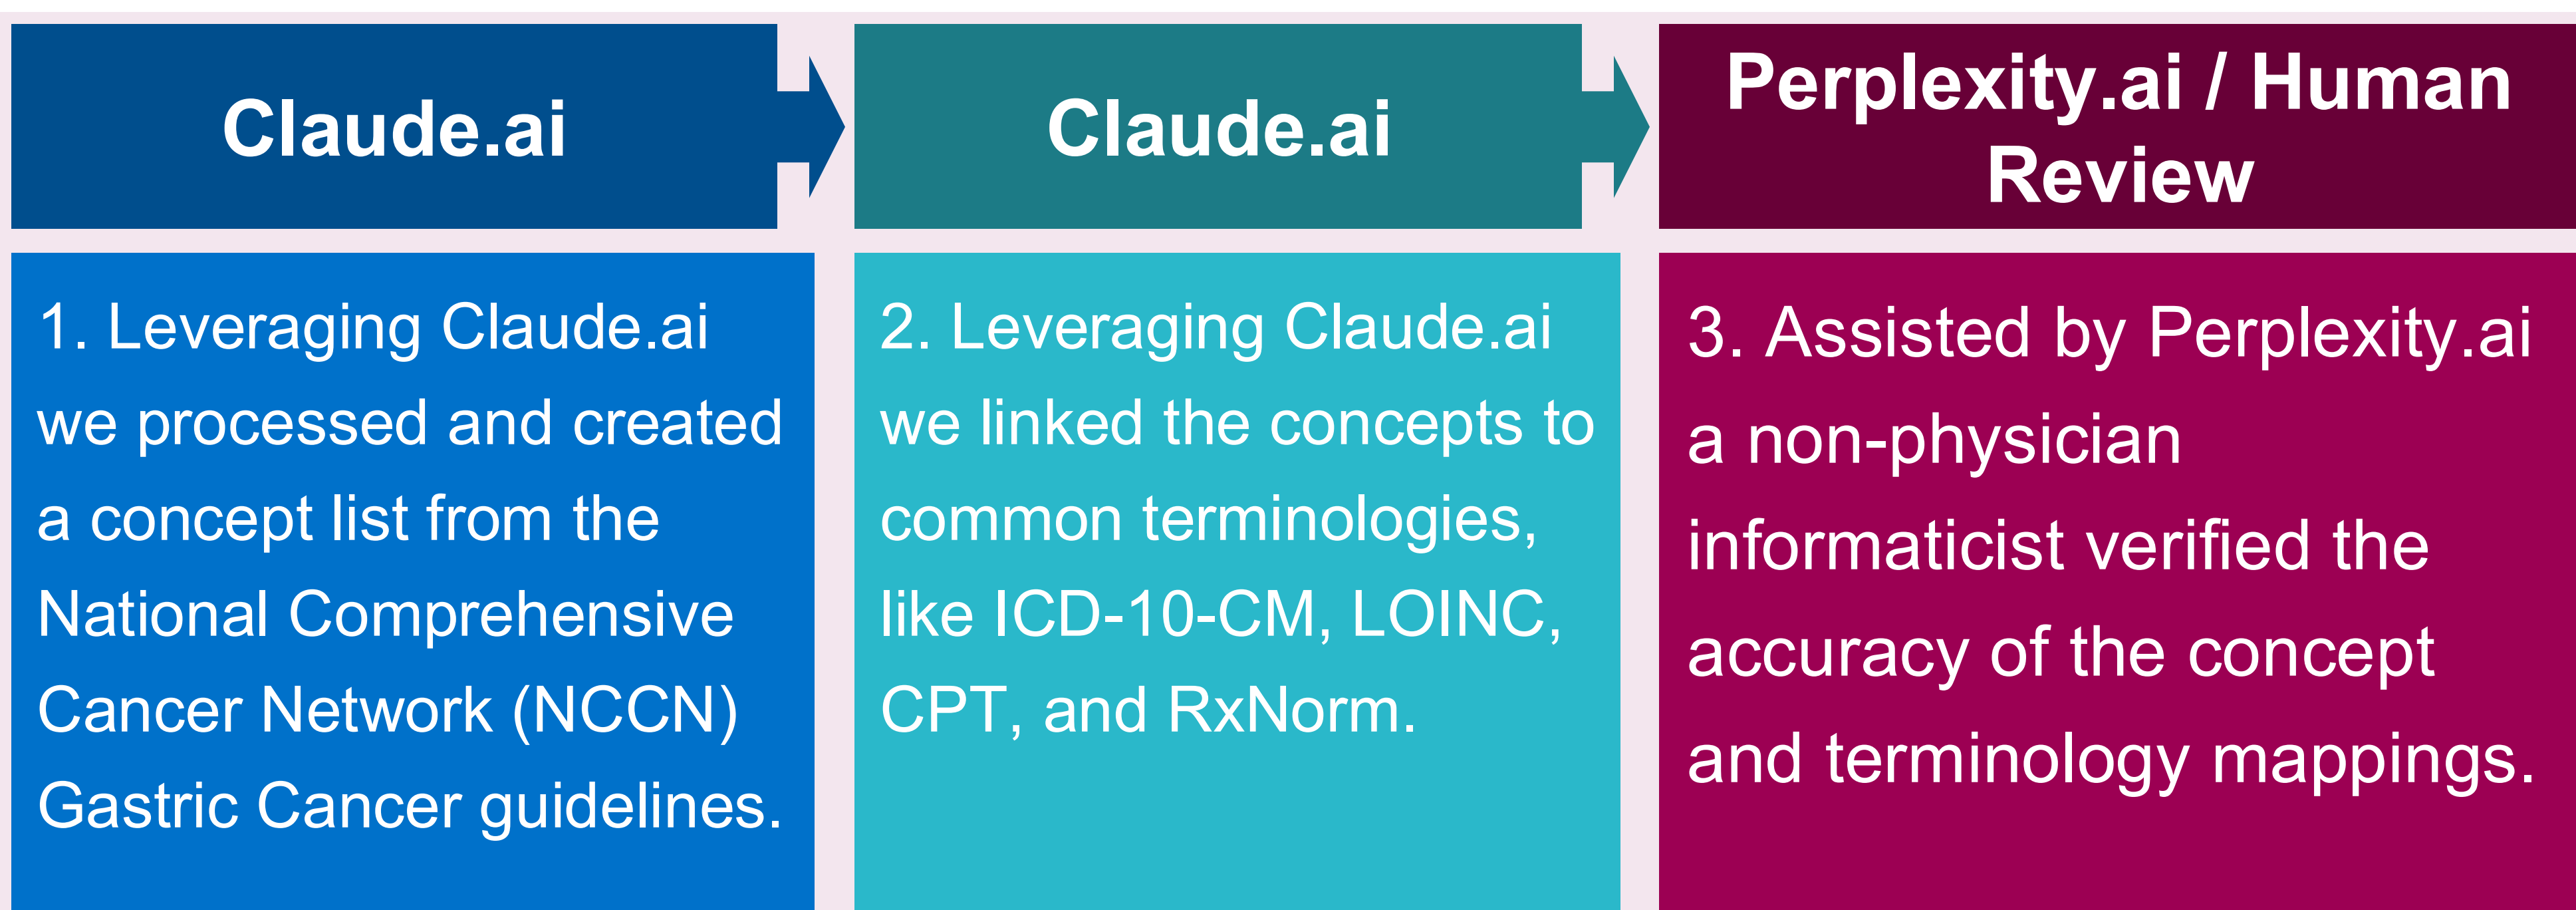 Claude.ai
Claude.ai
Perplexity.ai / Human
Review
1. Leveraging Claude.ai
we processed and created
a concept list from the
National Comprehensive
Cancer Network (NCCN)
Gastric Cancer guidelines.
2. Leveraging Claude.ai
we linked the concepts to
common terminologies,
like ICD-10-CM, LOINC,
CPT, and RxNorm.
3. Assisted by Perplexity.ai
a non-physician
informaticist verified the
accuracy of the concept
and terminology mappings.